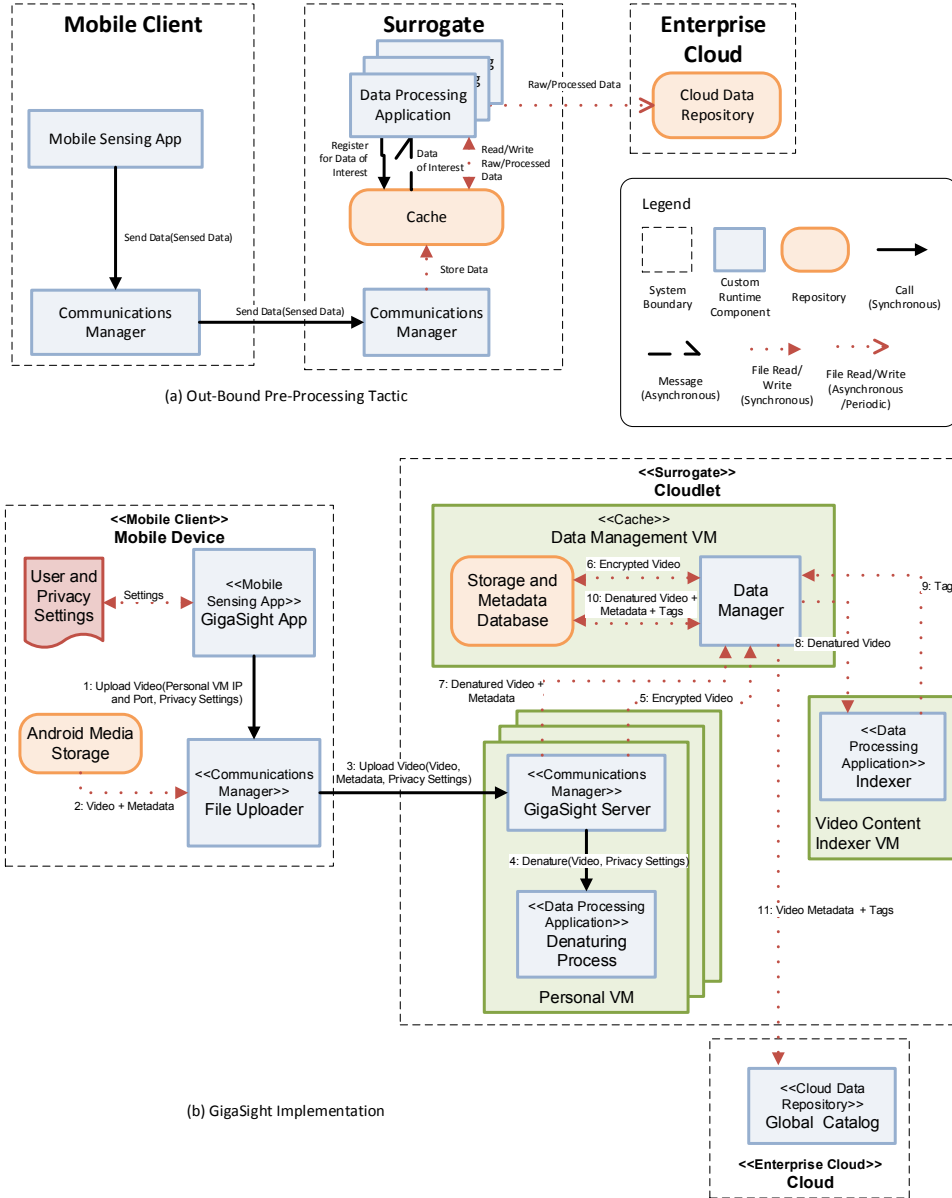 Mobile Client
Surrogate
Enterprise
Cloud
Data Processing
Application
Raw/Processed Data
Cloud Data
Repository
Mobile Sensing App
Register
for Data of
Interest
Data
of Interest
Read/Write
Raw/Processed
Data
Cache
Send Data(Sensed Data)
Store Data
Communications
Manager
Send Data(Sensed Data)
Communications
Manager
Legend
System
Boundary
Custom
Runtime
Component
Repository
Call
(Synchronous)
Message
(Asynchronous)
File Read/
Write
(Synchronous)
File Read/Write
(Asynchronous
/Periodic)
(a) Out-Bound Pre-Processing Tactic
<<Surrogate>>
Cloudlet
<<Mobile Client>>
Mobile Device
User and
Privacy
Settings
Settings
<<Mobile
Sensing App>>
GigaSight App
1: Upload Video(Personal VM IP
and Port, Privacy Settings)
Android Media
Storage
2: Video + Metadata
<<Communications
Manager>>
File Uploader
3: Upload Video(Video,
Metadata, Privacy Settings)
<<Cache>>
Data Management VM
Storage and
Metadata
Database
6: Encrypted Video
10: Denatured Video +
Metadata + Tags
Data
Manager
9: Tags
8: Denatured Video
7: Denatured Video +
Metadata
5: Encrypted Video
<<Communications
Manager>>
GigaSight Server
4: Denature(Video, Privacy Settings)
<<Data Processing
Application>>
Denaturing
Process
Personal VM
<<Data
Processing
Application>>
Indexer
Video Content
Indexer VM
11: Video Metadata + Tags
<<Cloud Data
Repository>>
Global Catalog
<<Enterprise Cloud>>
Cloud
(b) GigaSight Implementation